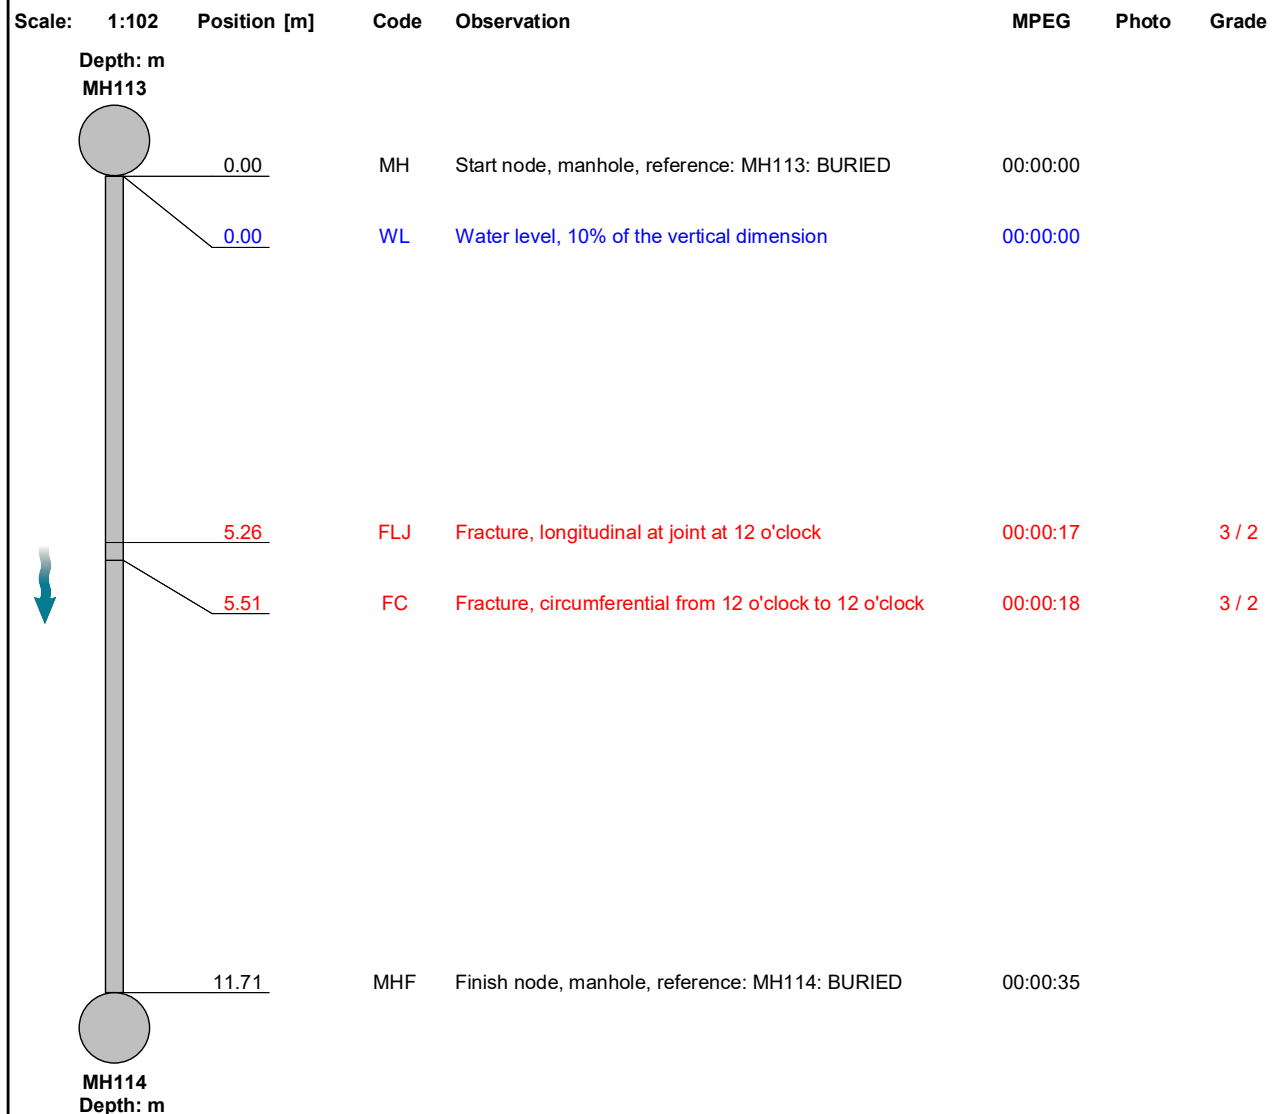 Scale: 1:102 Position [m] Code Observation MPEG Photo Grade
Depth: m
MH113
0.00 MH Start node, manhole, reference: MH113: BURIED 00:00:00
0.00 WL Water level, 10% of the vertical dimension 00:00:00
5.26 FLJ Fracture, longitudinal at joint at 12 o'clock 00:00:17 3 / 2
5.51 FC Fracture, circumferential from 12 o'clock to 12 o'clock 00:00:18 3 / 2
11.71 MHF Finish node, manhole, reference: MH114: BURIED 00:00:35
MH114
Depth: m